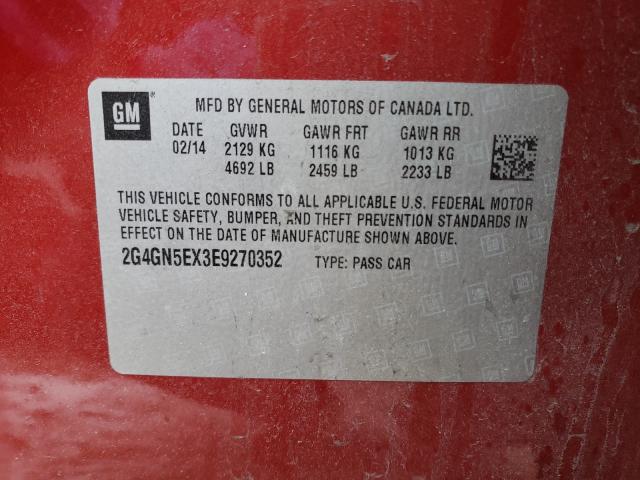 GM ® MFD BY GENERAL MOTORS OF CANADA LTD.
DATE GVWR GAWR FRT GAWR RR
02/14 2129 KG 1116 KG 1013 KG
4692 LB 2459 LB 2233 LB
THIS VEHICLE CONFORMS TO ALL APPLICABLE U.S. FEDERAL MOTOR
VEHICLE SAFETY, BUMPER, AND THEFT PREVENTION STANDARDS IN
EFFECT ON THE DATE OF MANUFACTURE SHOWN ABOVE.
2G4GN5EX3E9270352 TYPE: PASS CAR